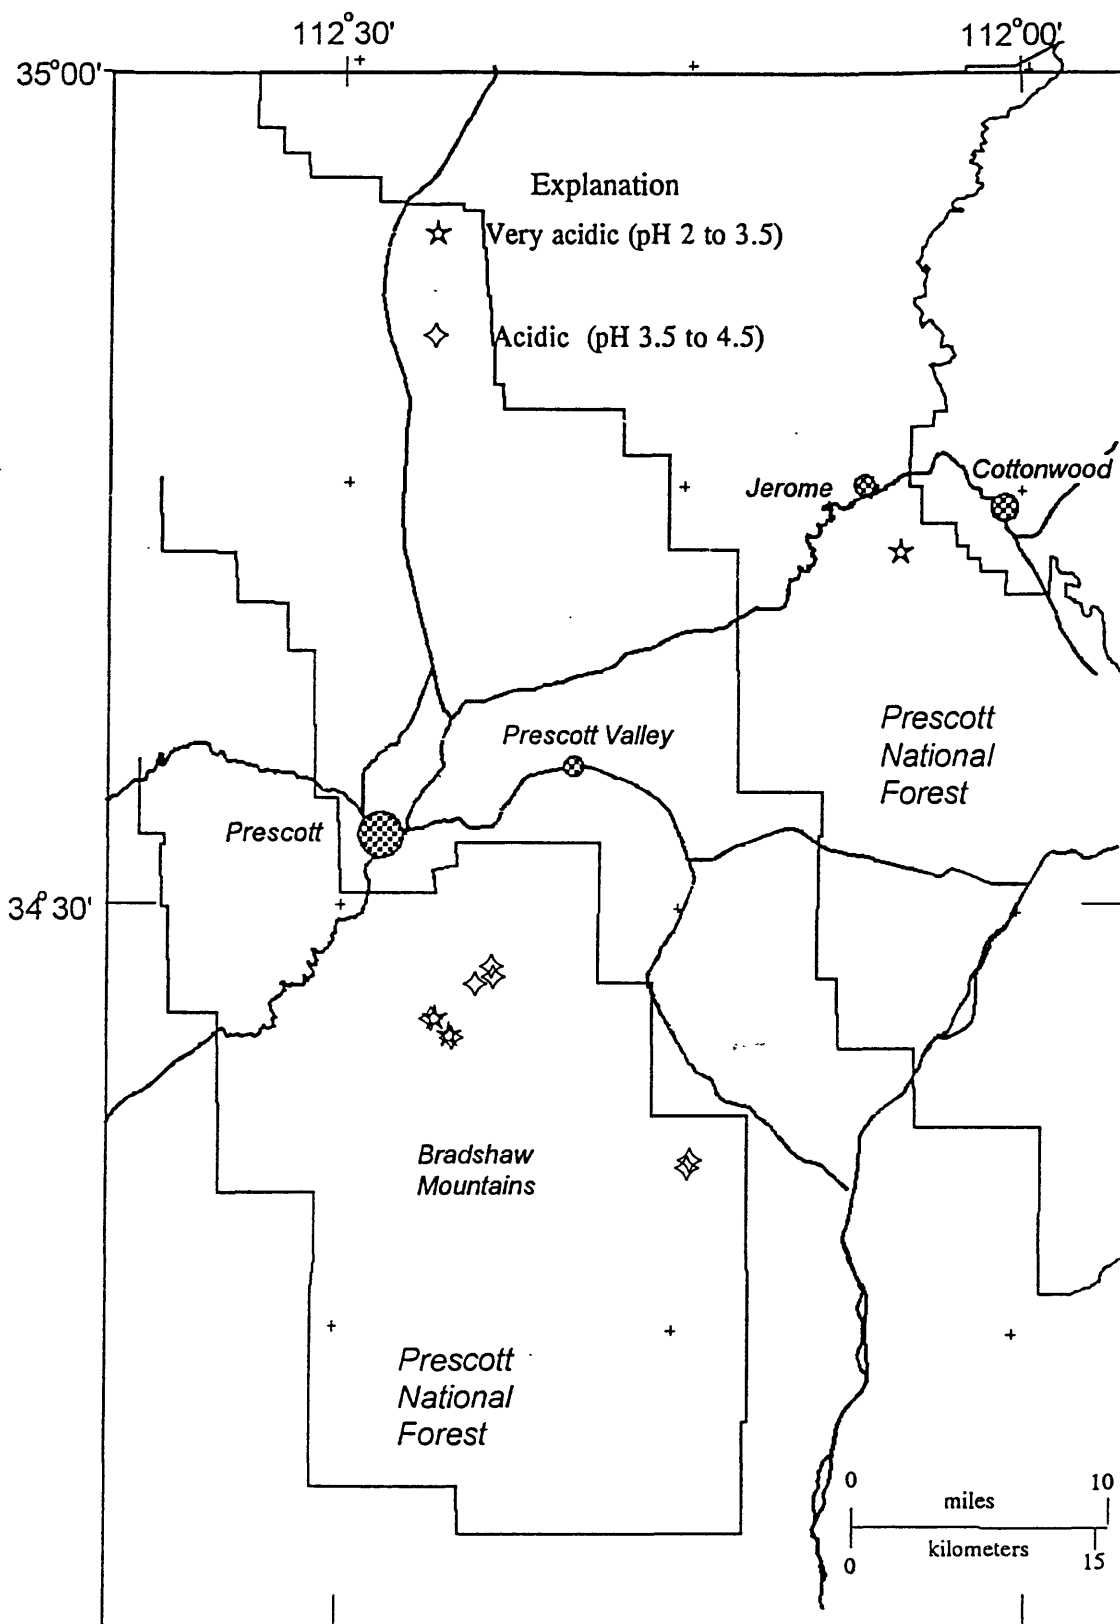 112°30'
112°00'
35°00'
Explanation
Very acidic (pH 2 to 3.5)
Acidic (pH 3.5 to 4.5)
Jerome
Cottonwood
Prescott
National
Forest
Prescott Valley
Prescott
34°30'
Bradshaw
Mountains
Prescott
National
Forest
0
10
miles
kilometers
0
15